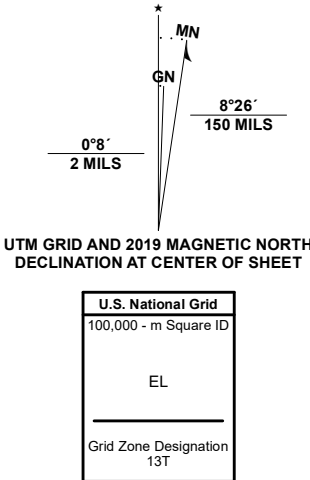 ★
MN
GN
8°26´
150 MILS
0°8´
2 MILS
UTM GRID AND 2019 MAGNETIC NORTH
DECLINATION AT CENTER OF SHEET
U.S. National Grid
100,000 - m Square ID
EL
Grid Zone Designation
13T